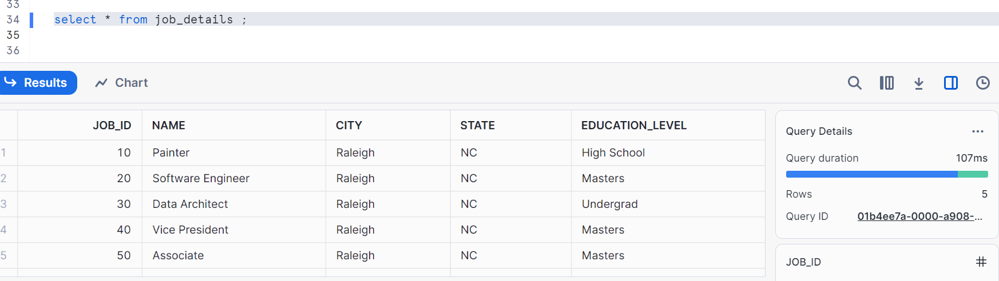 33
34 select * from job_details ;
35
36
Results Chart
JOB_ID NAME CITY STATE EDUCATION_LEVEL
1 10 Painter Raleigh NC High School
2 20 Software Engineer Raleigh NC Masters
3 30 Data Architect Raleigh NC Undergrad
4 40 Vice President Raleigh NC Masters
5 50 Associate Raleigh NC Masters
Query Details ...
Query duration 107ms
Rows 5
Query ID 01b4ee7a-0000-a908-...
JOB_ID #